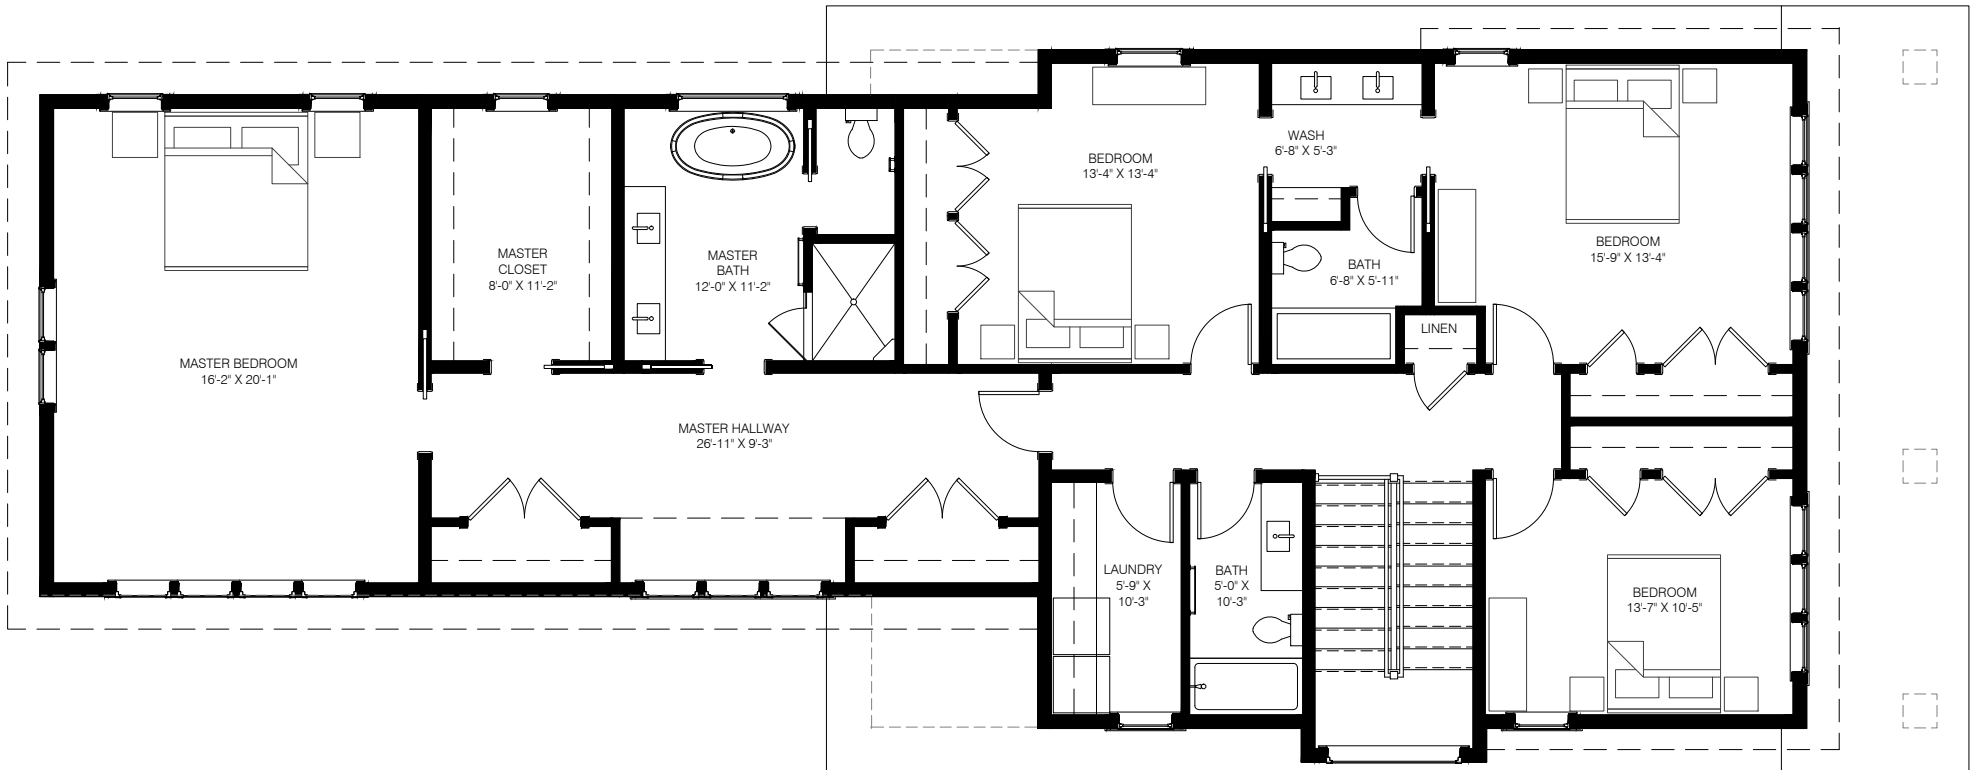 MASTER BEDROOM
16'-2" X 20'-1"
MASTER
CLOSET
8'-0" X 11'-2"
MASTER
BATH
12'-0" X 11'-2"
MASTER HALLWAY
26'-11" X 9'-3"
BEDROOM
13'-4" X 13'-4"
WASH
6'-8" X 5'-3"
BATH
6'-8" X 5'-11"
LINEN
BEDROOM
15'-9" X 13'-4"
LAUNDRY
5'-9" X
10'-3"
BATH
5'-0" X
10'-3"
BEDROOM
13'-7" X 10'-5"